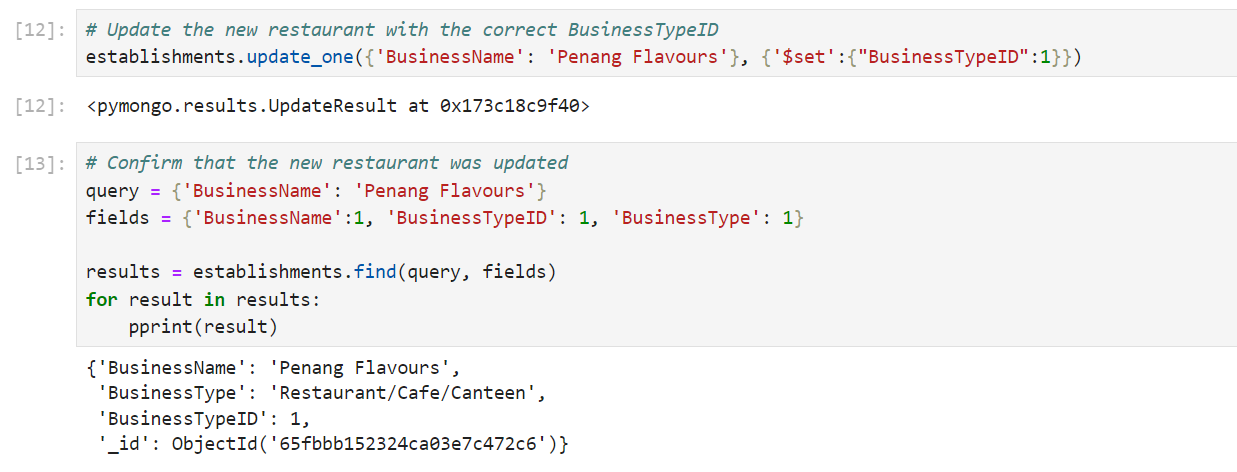 [12]: # Update the new restaurant with the correct BusinessTypeID
establishments.update_one({'BusinessName': 'Penang Flavours'}, {'$set':{"BusinessTypeID":1}})
[12]: <pymongo.results.UpdateResult at 0x173c18c9f40>
[13]: # Confirm that the new restaurant was updated
query = {'BusinessName': 'Penang Flavours'}
fields = {'BusinessName':1, 'BusinessTypeID': 1, 'BusinessType': 1}

results = establishments.find(query, fields)
for result in results:
    pprint(result)
{'BusinessName': 'Penang Flavours',
 'BusinessType': 'Restaurant/Cafe/Canteen',
 'BusinessTypeID': 1,
 '_id': ObjectId('65fbbb152324ca03e7c472c6')}